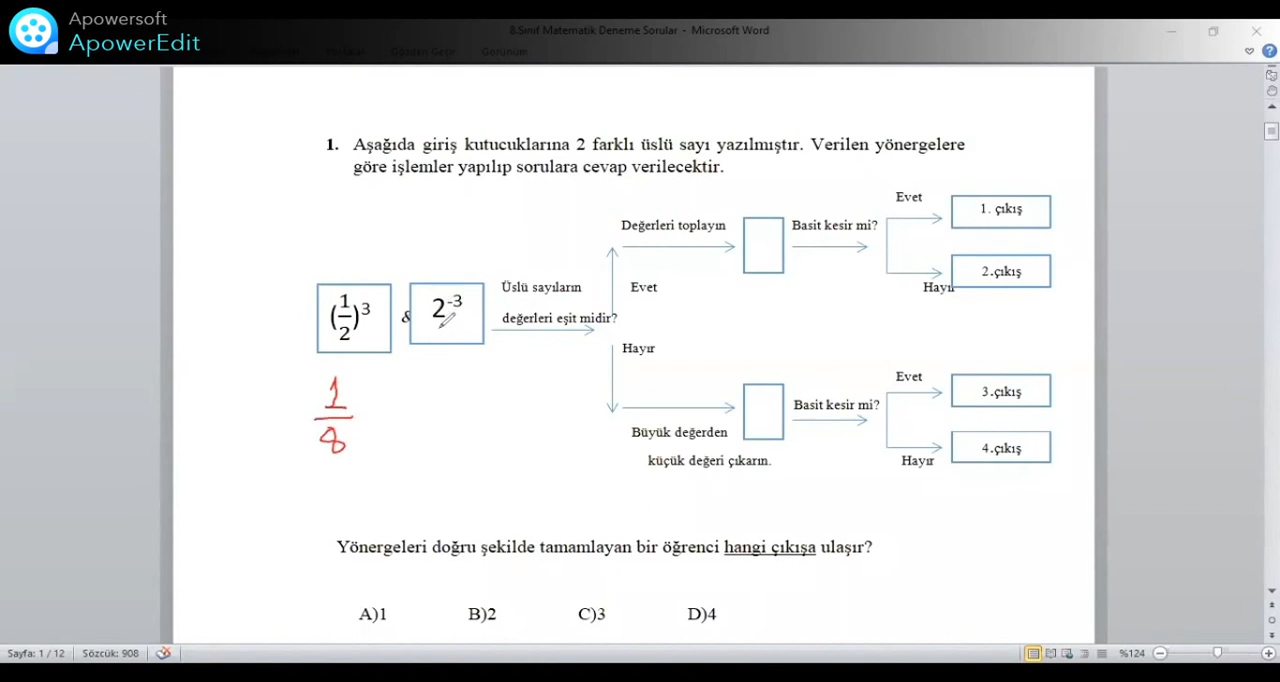 Apowersoft
ApowerEdit
8.Sınıf Matematik Deneme Sorular - Microsoft Word
Gözden Geçir Görünüm
1. Aşağıda giriş kutucuklarına 2 farklı üslü sayı yazılmıştır. Verilen yönergelere
göre işlemler yapılıp sorulara cevap verilecektir.
Evet
1. çıkış
Değerleri toplayın
Basit kesir mi?
2.çıkış
Hayır
(1/2)³ & 2⁻³
Üslü sayıların
değerleri eşit midir?
Evet
Hayır
1/8
Büyük değerden
küçük değeri çıkarın.
Basit kesir mi?
Evet
3.çıkış
Hayır
4.çıkış
Yönergeleri doğru şekilde tamamlayan bir öğrenci hangi çıkışa ulaşır?
A)1 B)2 C)3 D)4
Sayfa: 1 / 12 Sözcük: 908 %124